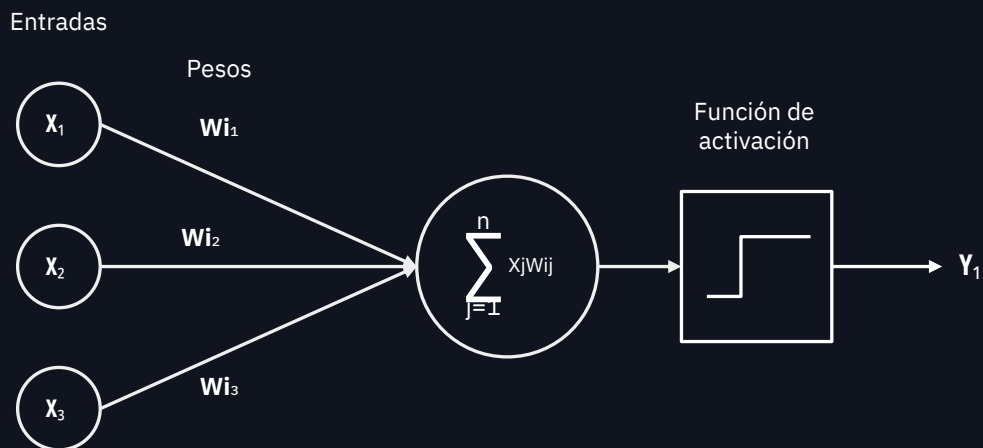 Entradas
Pesos
X₁
Wi₁
Función de
activación
Wi₂
X₂
n
∑ XjWij
j=1
Y₁
Wi₃
X₃